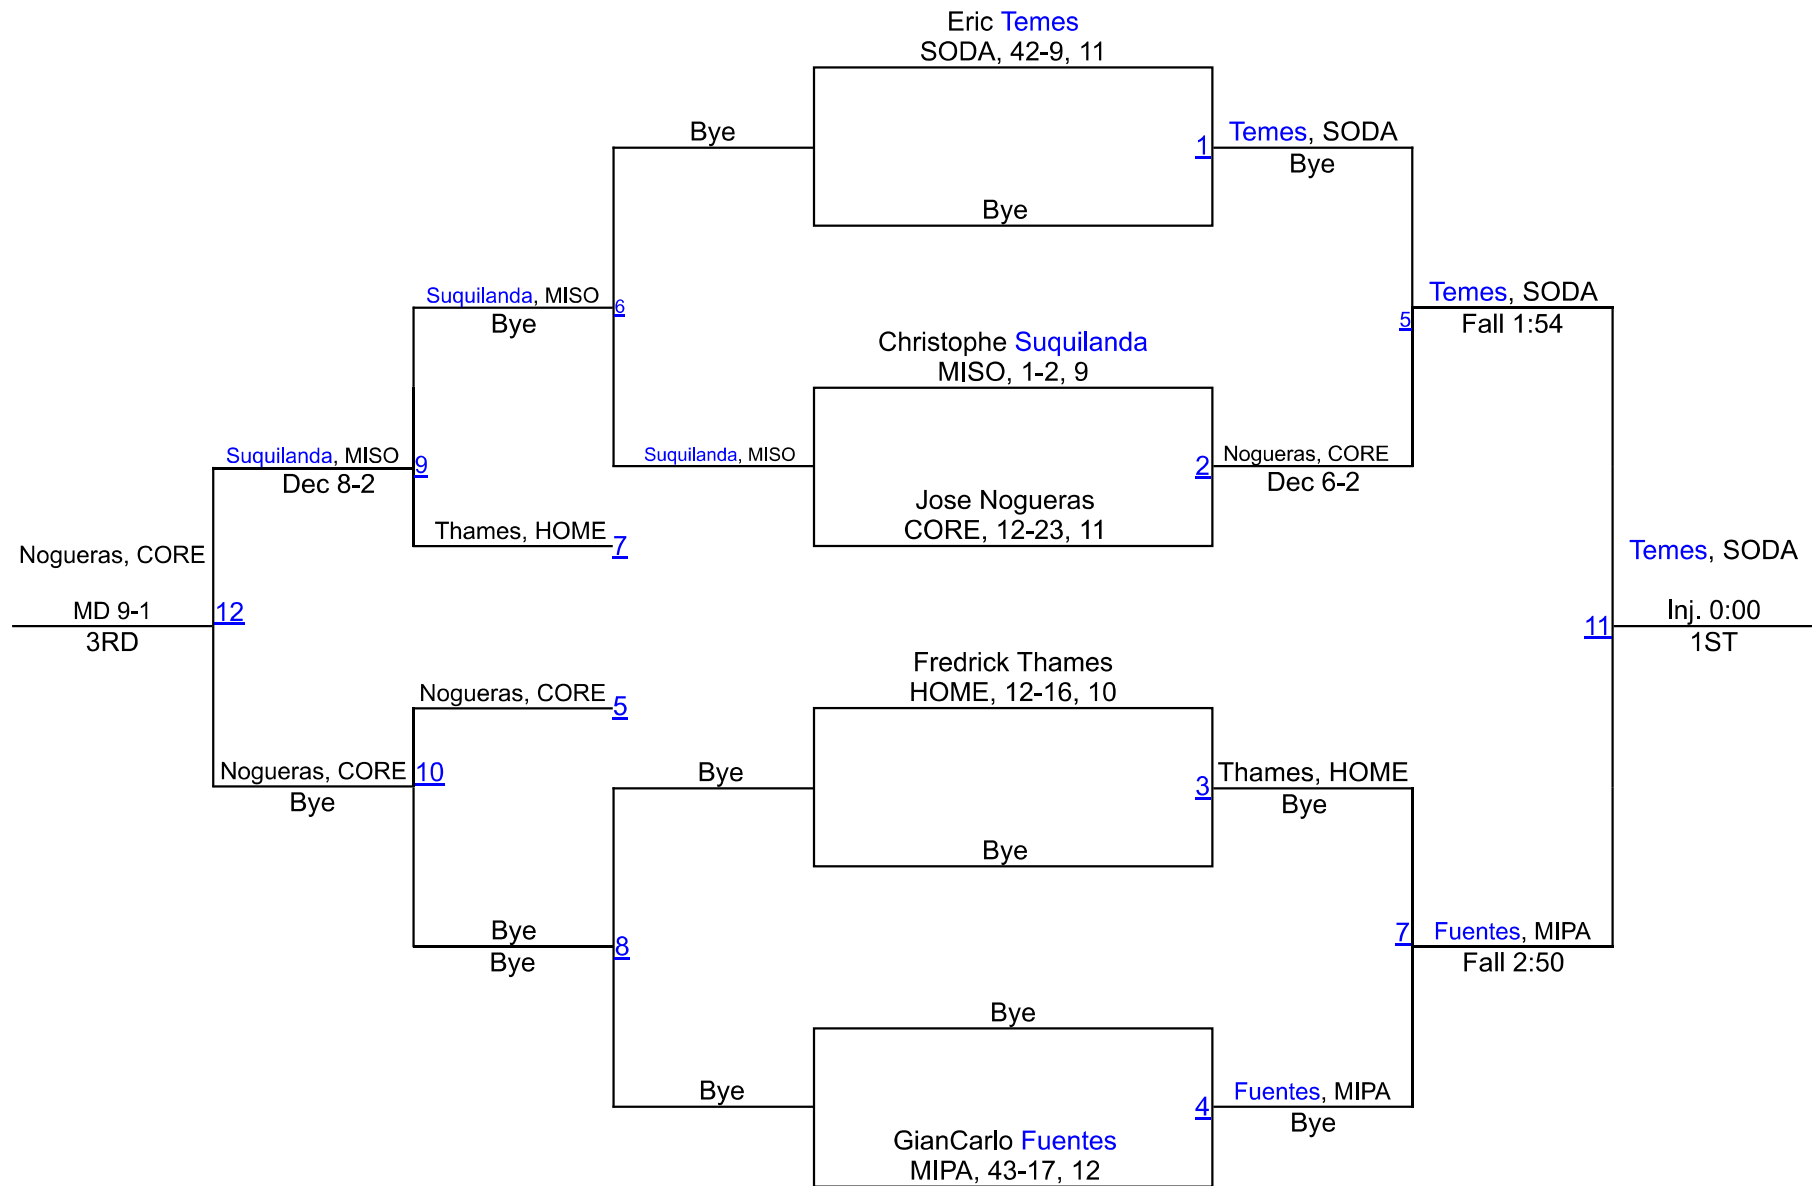 Eric Temes
SODA, 42-9, 11
Bye
1
Temes, SODA
Bye
Bye
Suquilanda, MISO
6
Bye
Temes, SODA
5
Fall 1:54
Christophe Suquilanda
MISO, 1-2, 9
Suquilanda, MISO
9
Dec 8-2
Suquilanda, MISO
2
Nogueras, CORE
Dec 6-2
Jose Nogueras
CORE, 12-23, 11
Thames, HOME
7
Nogueras, CORE
MD 9-1
12
3RD
Temes, SODA
Inj. 0:00
11
1ST
Fredrick Thames
HOME, 12-16, 10
Nogueras, CORE
5
Nogueras, CORE
10
Bye
Bye
3
Thames, HOME
Bye
Bye
Bye
8
Bye
7
Fuentes, MIPA
Fall 2:50
Bye
Bye
4
Fuentes, MIPA
Bye
GianCarlo Fuentes
MIPA, 43-17, 12